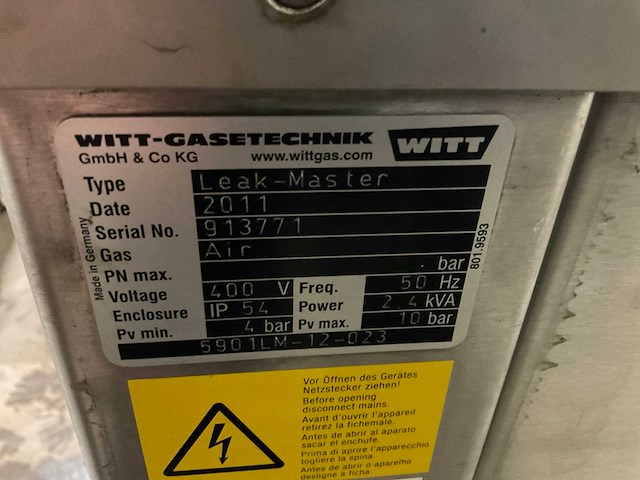 WITT-GASETECHNIK
GmbH & Co KG www.wittgas.com
WITT
Type Leak-Master
Date 2011
Serial No. 913771
Gas Air
PN max. . bar
Voltage 400 V Freq. 50 Hz
Enclosure IP 54 Power 2.4 kVA
Pv min. 4 bar Pv max. 10 bar
5901LM-12-023
Made in Germany
801.9593
Vor Öffnen des Gerätes
Netzstecker ziehen!
Before opening
disconnect mains.
Avant d'ouvrir l'appareil
retirez la fichemale.
Antes de abrir al aparato
sacar el enchufe.
Prima di aprire l'apparecchio
togliere la spina.
Antes de abrir o aparelho
desligne a ficha.